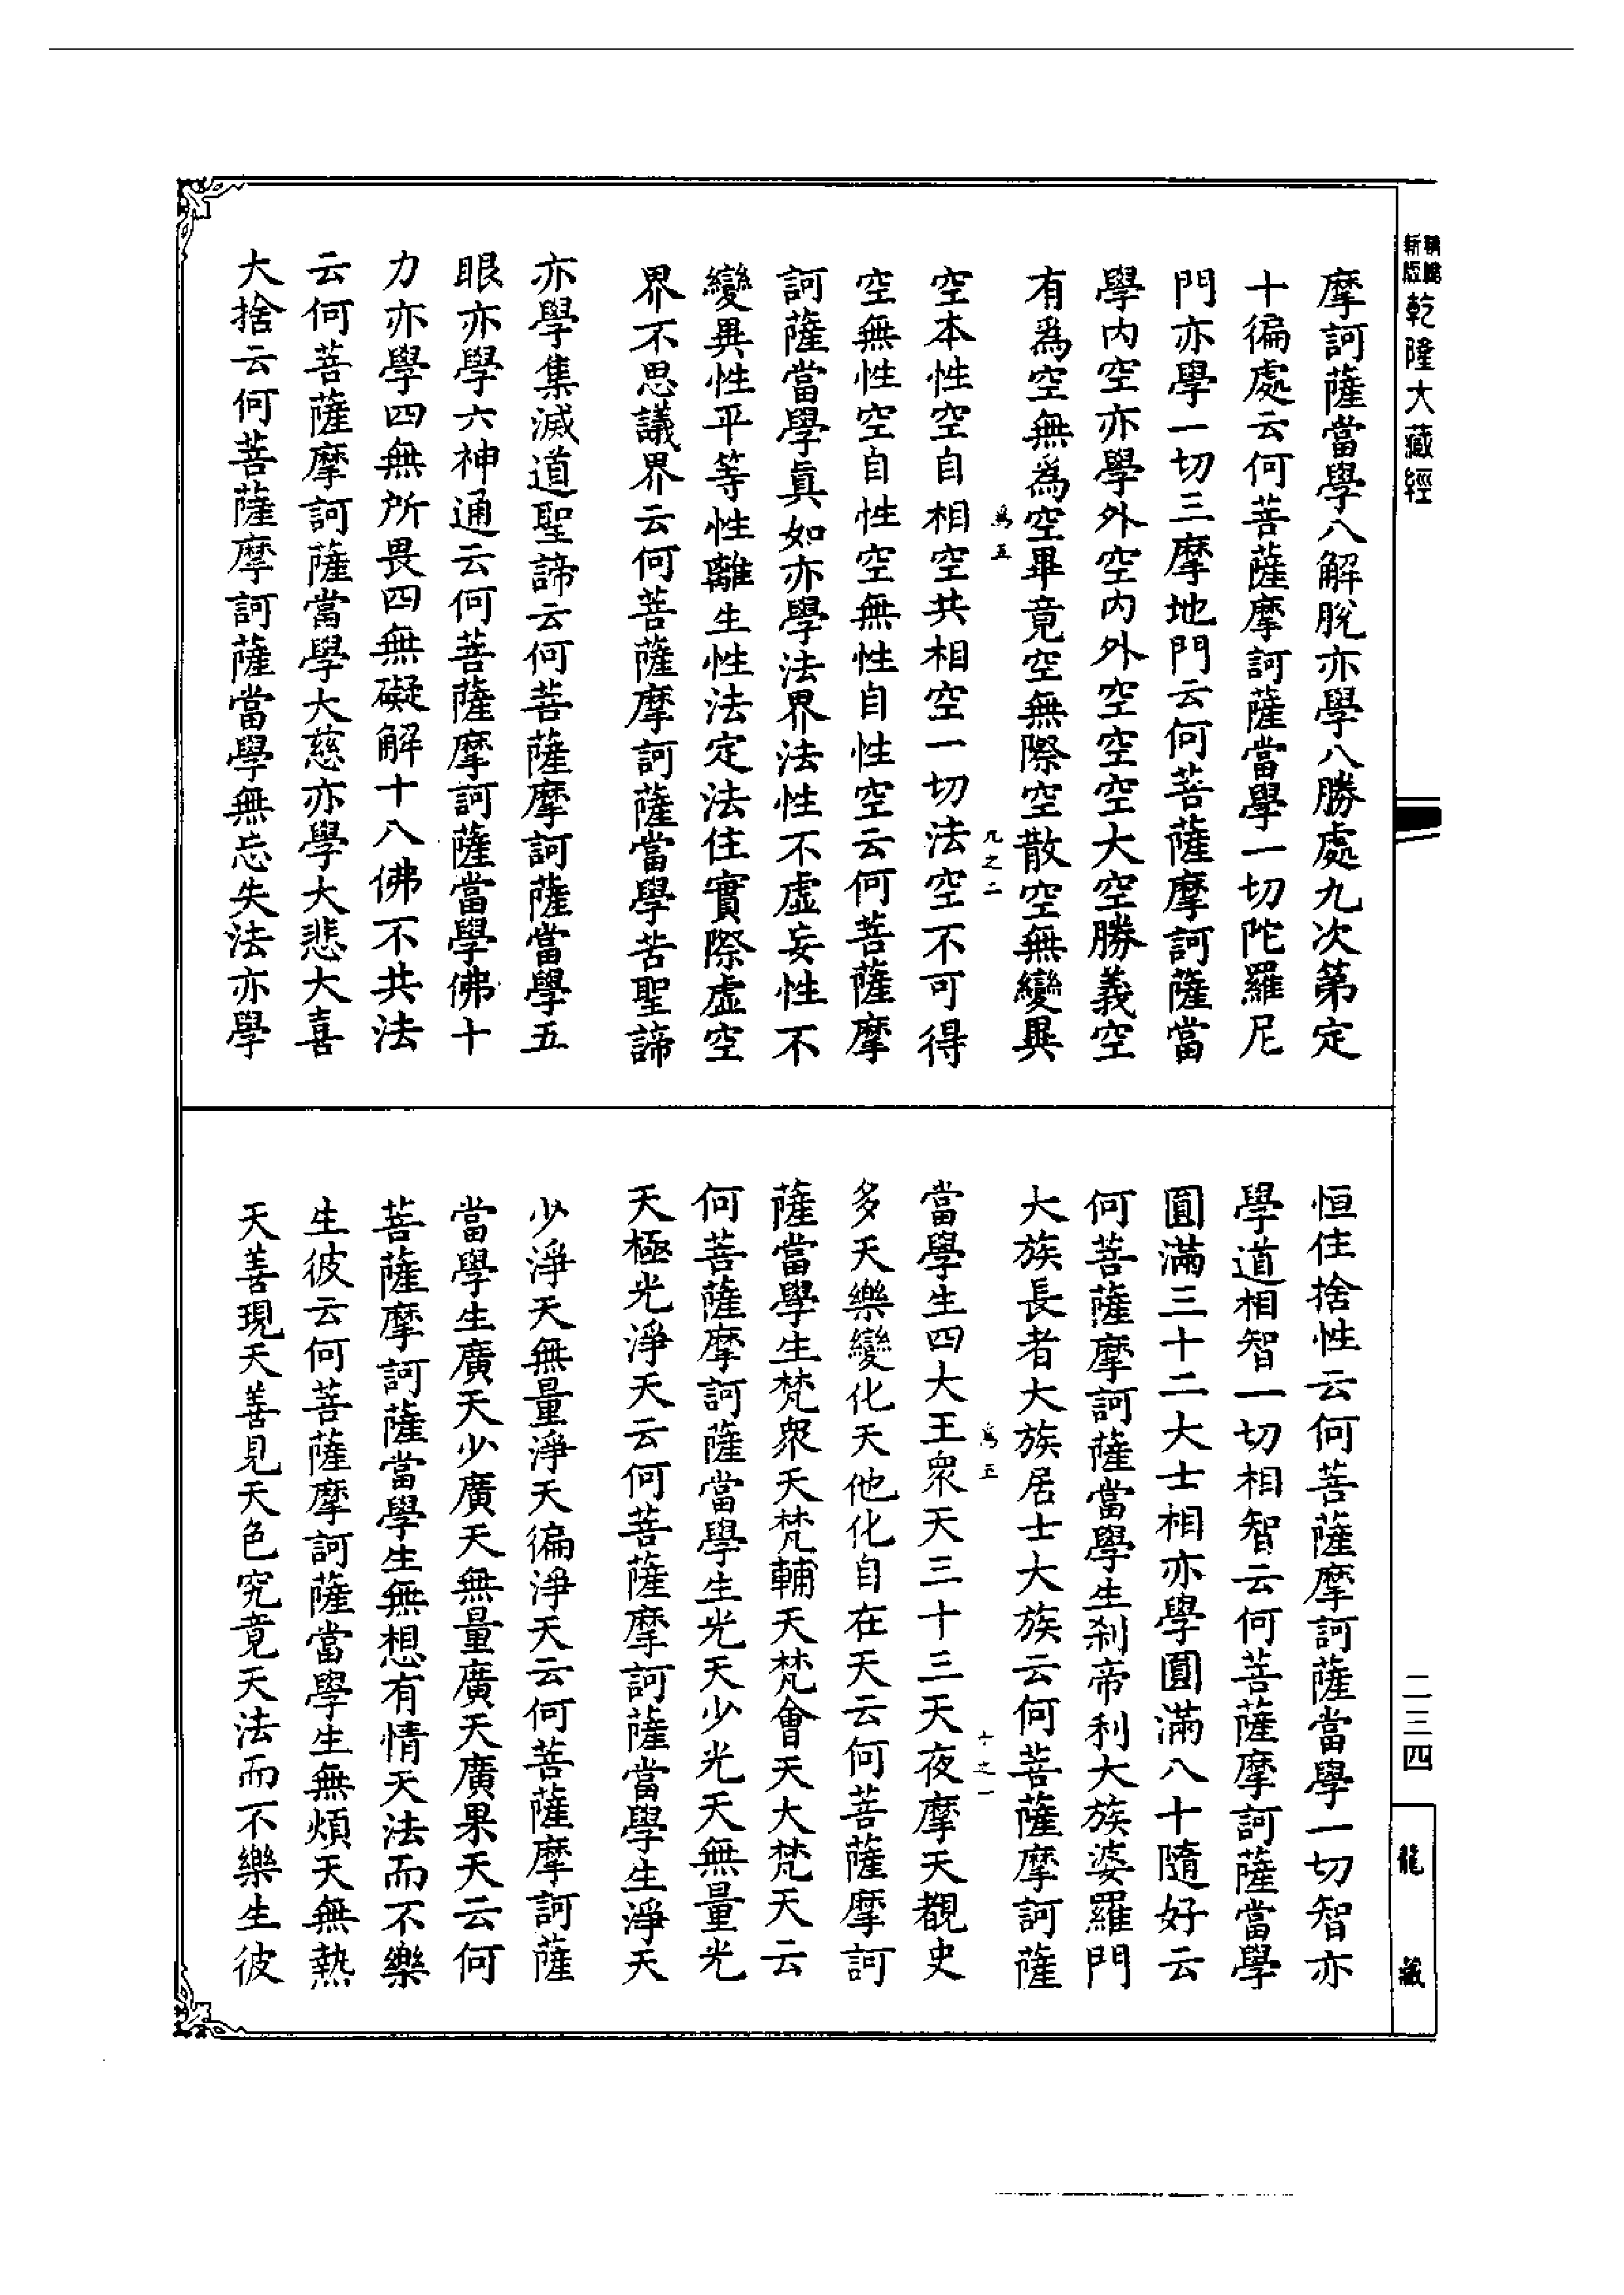 乾隆大藏經
摩訶薩當學八解脫亦學八勝處九次第定
十徧處云何菩薩摩訶薩當學一切陀羅尼
門亦學一切三摩地門云何菩薩摩訶薩當
學內空亦學外空內外空空空大空勝義空
有爲空無爲空畢竟空無際空散空無變異
空本性空自相空共相空一切法空不可得
空無性空自性空無性自性空云何菩薩摩
訶薩當學眞如亦學法界法性不虛妄性不
變異性平等性離生性法定法住實際虛空
界不思議界云何菩薩摩訶薩當學苦聖諦
亦學集滅道聖諦云何菩薩摩訶薩當學五
眼亦學六神通云何菩薩摩訶薩當學佛十
力亦學四無所畏四無礙解十八佛不共法
云何菩薩摩訶薩當學大慈亦學大悲大喜
大捨云何菩薩摩訶薩當學無忘失法亦學
恒住捨性云何菩薩摩訶薩當學一切智亦
學道相智一切相智云何菩薩摩訶薩當學
圓滿三十二大士相亦學圓滿八十隨好云
何菩薩摩訶薩當學生剎帝利大族婆羅門
大族長者大族居士大族云何菩薩摩訶薩
當學生四大王眾天三十三天夜摩天覩史
多天樂變化天他化自在天云何菩薩摩訶
薩當學生梵眾天梵輔天梵會天大梵天云
何菩薩摩訶薩當學生光天少光天無量光
天極光淨天云何菩薩摩訶薩當學生淨天
少淨天無量淨天徧淨天云何菩薩摩訶薩
當學生廣天少廣天無量廣天廣果天云何
菩薩摩訶薩當學生無想有情天法而不樂
生彼云何菩薩摩訶薩當學生無煩天無熱
天善現天善見天色究竟天法而不樂生彼
二三四
龍藏